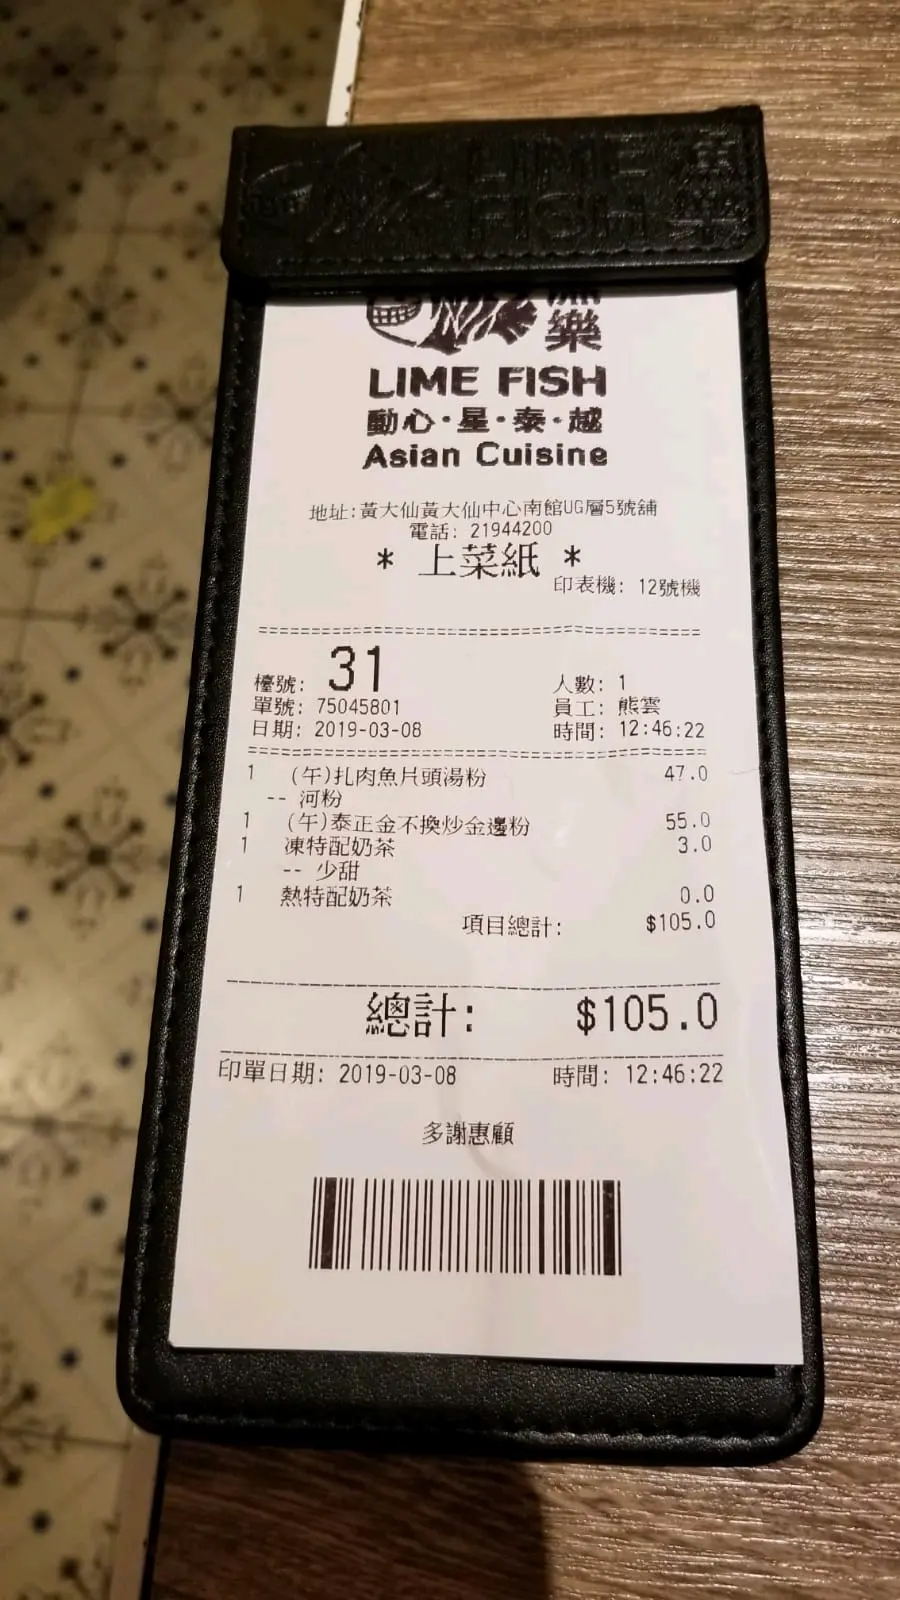 LIME
FISH
樂
LIME FISH
動心·星·泰·越
Asian Cuisine
地址:黃大仙黃大仙中心南館UG層5號舖
電話: 21944200
* 上菜紙 *
印表機: 12號機
檯號: 31 人數: 1
單號: 75045801 員工: 熊雲
日期: 2019-03-08 時間: 12:46:22
1 (午)扎肉魚片頭湯粉 47.0
-- 河粉
1 (午)泰正金不換炒金邊粉 55.0
1 凍特配奶茶 3.0
-- 少甜
1 熱特配奶茶 0.0
項目總計: $105.0
總計: $105.0
印單日期: 2019-03-08 時間: 12:46:22
多謝惠顧